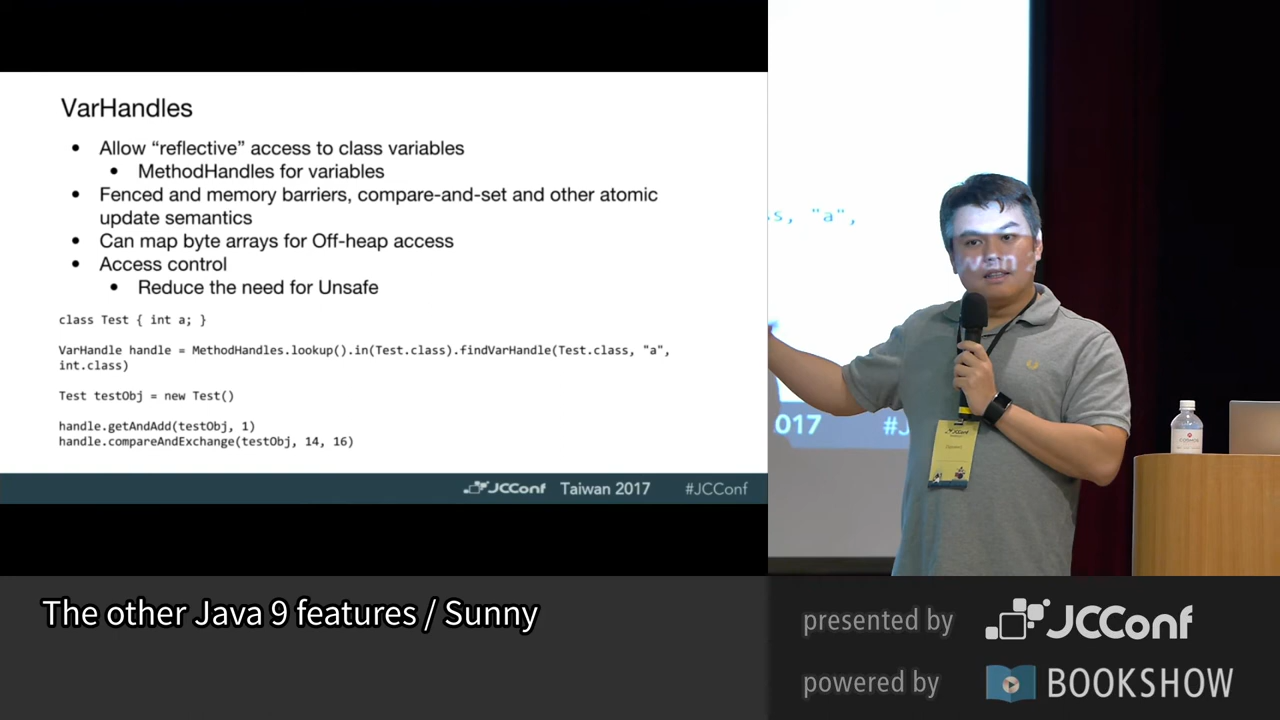 VarHandles
• Allow “reflective” access to class variables
• MethodHandles for variables
• Fenced and memory barriers, compare-and-set and other atomic
update semantics
• Can map byte arrays for Off-heap access
• Access control
• Reduce the need for Unsafe
class Test { int a; }
VarHandle handle = MethodHandles.lookup().in(Test.class).findVarHandle(Test.class, "a",
int.class)
Test testObj = new Test()
handle.getAndAdd(testObj, 1)
handle.compareAndExchange(testObj, 14, 16)
JCConf Taiwan 2017 #JCConf
s, "a",
wan
017 #J
The other Java 9 features / Sunny
presented by JCConf
powered by BOOKSHOW